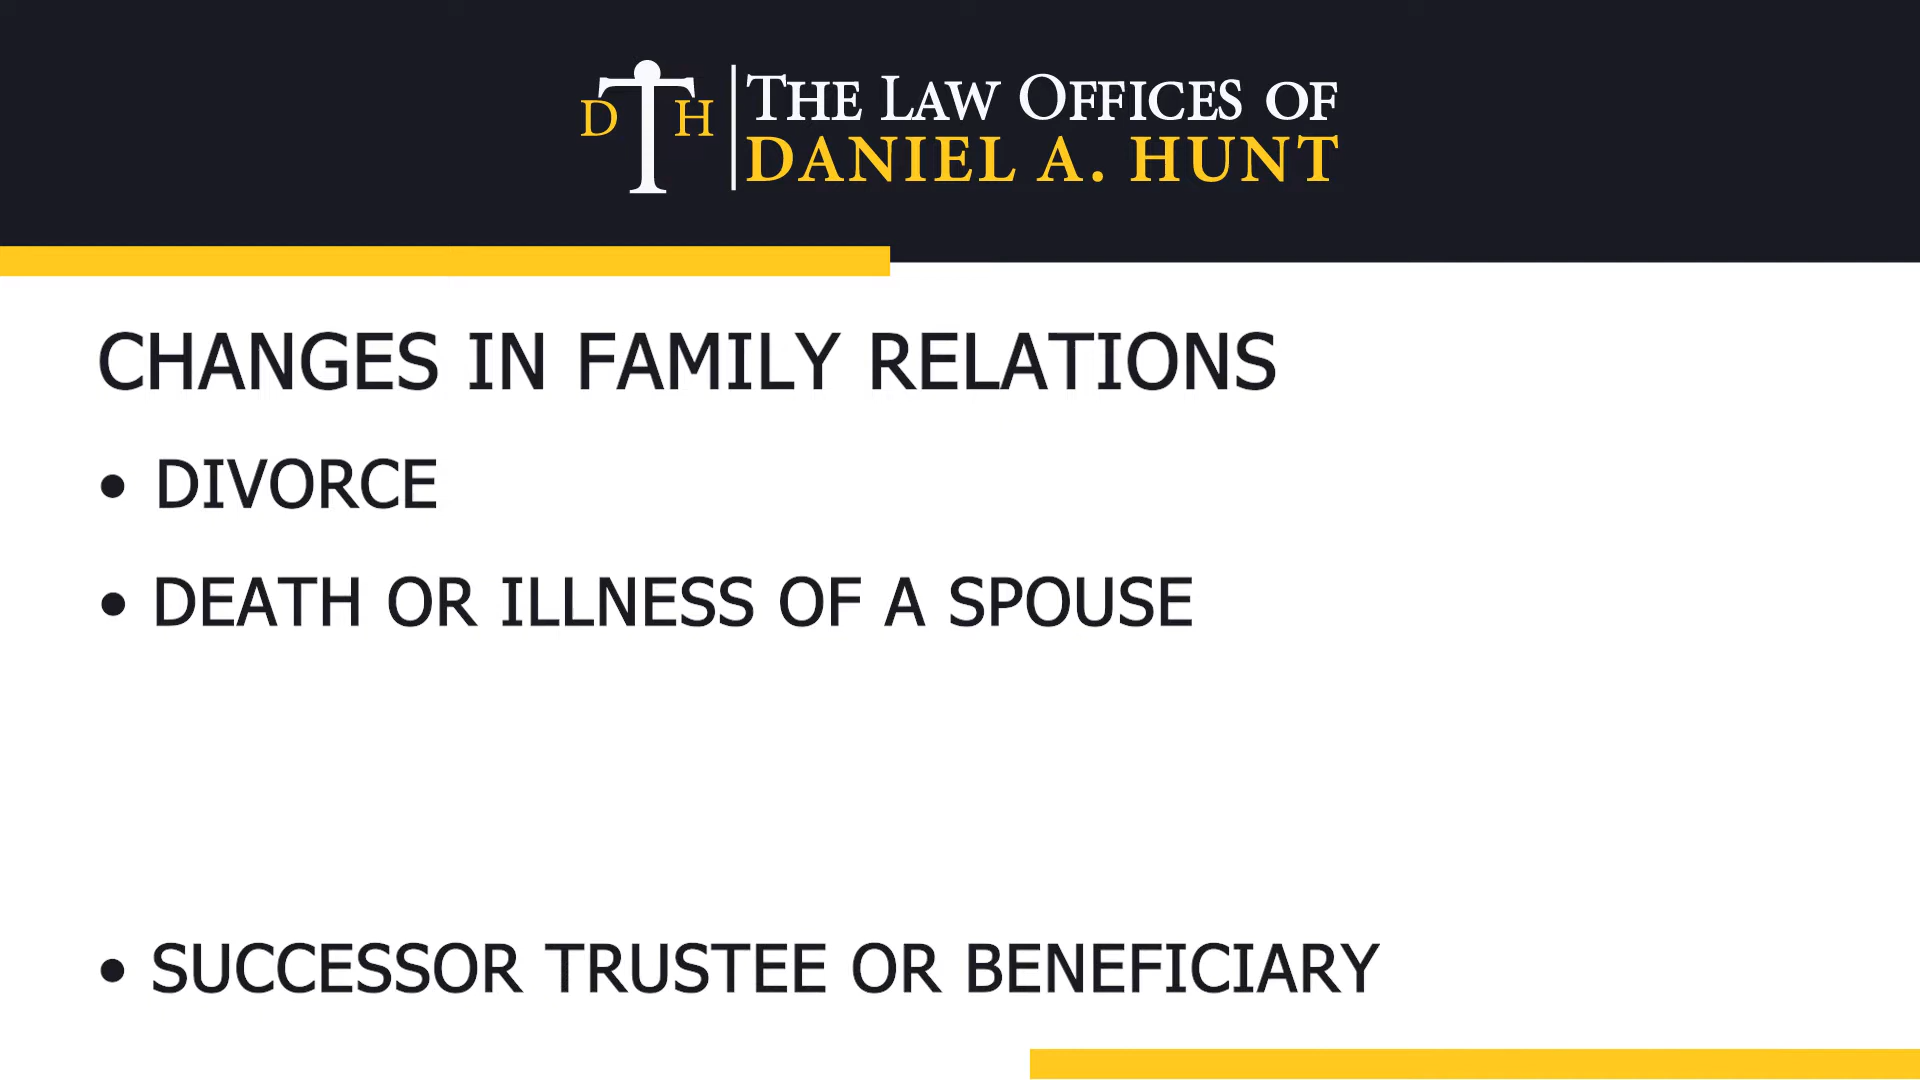 DTH
THE LAW OFFICES OF
DANIEL A. HUNT
CHANGES IN FAMILY RELATIONS
• DIVORCE
• DEATH OR ILLNESS OF A SPOUSE
• SUCCESSOR TRUSTEE OR BENEFICIARY